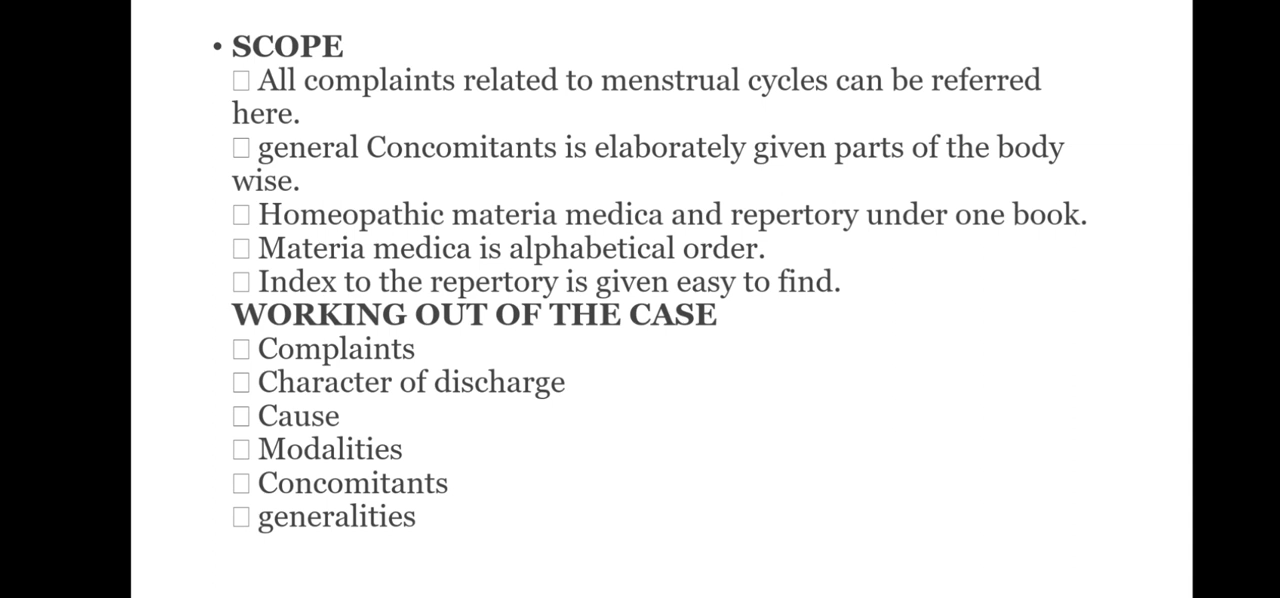 • SCOPE
□ All complaints related to menstrual cycles can be referred
here.
□ general Concomitants is elaborately given parts of the body
wise.
□ Homeopathic materia medica and repertory under one book.
□ Materia medica is alphabetical order.
□ Index to the repertory is given easy to find.
WORKING OUT OF THE CASE
□ Complaints
□ Character of discharge
□ Cause
□ Modalities
□ Concomitants
□ generalities